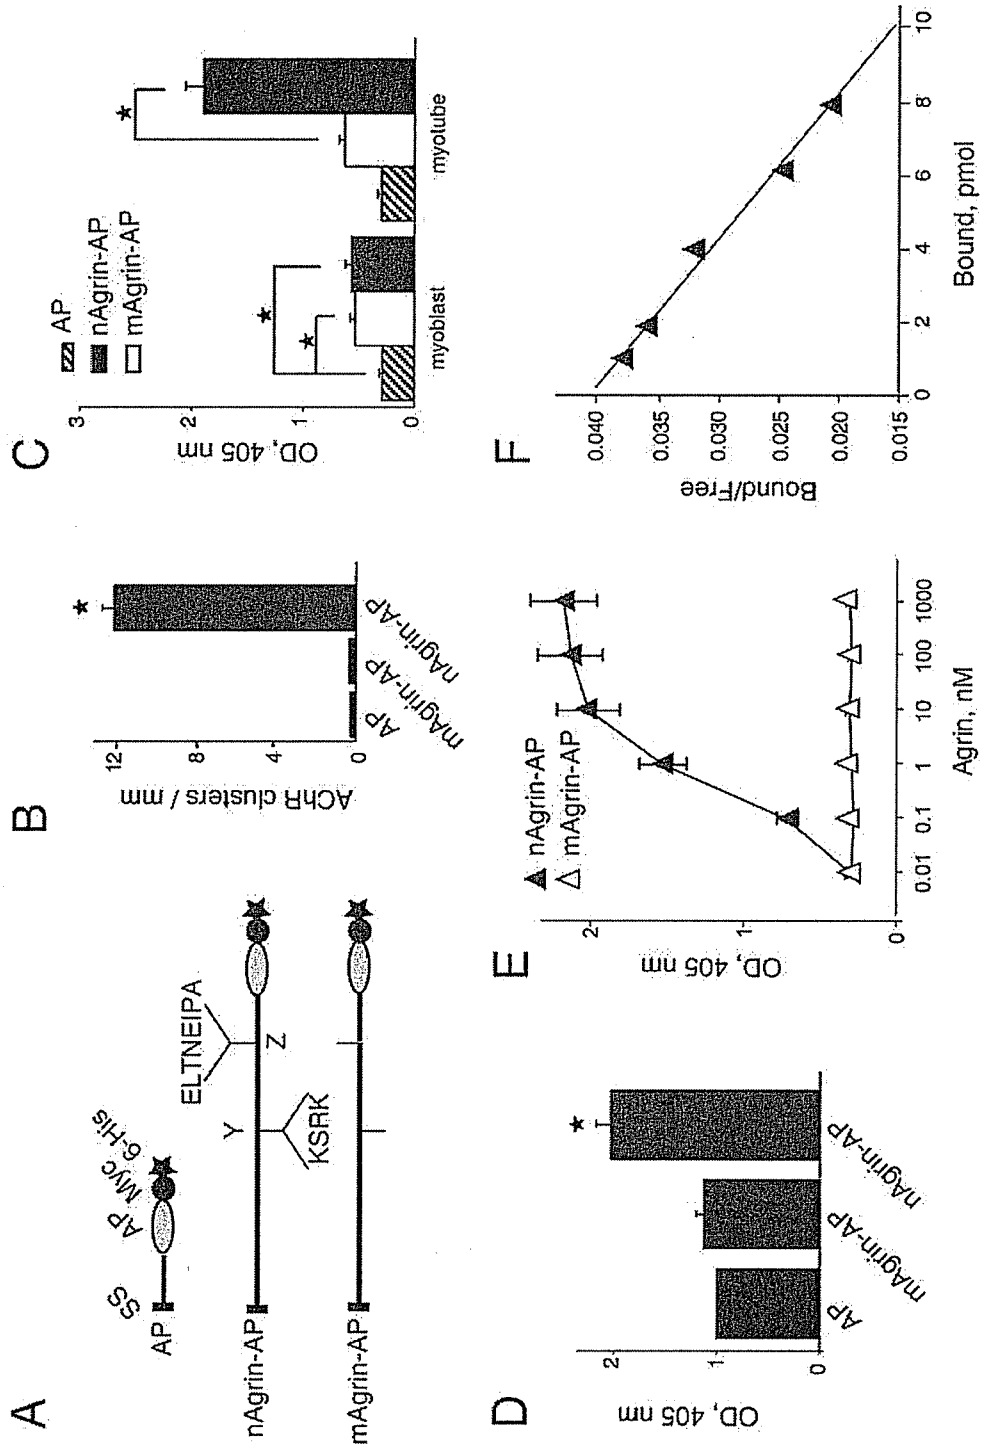 A
SS
AP
Myc
6-His
AP
nAgrin-AP
ELTNEIPA
Y
Z
KSRK
mAgrin-AP
B
AChR clusters / mm
12
8
4
0
AP
mAgrin-AP
nAgrin-AP
★
C
OD, 405 nm
3
2
1
0
AP
nAgrin-AP
mAgrin-AP
★
★
★
myoblast
myotube
D
OD, 405 nm
2
1
0
AP
mAgrin-AP
nAgrin-AP
★
E
OD, 405 nm
2
1
0
nAgrin-AP
mAgrin-AP
0.01
0.1
1
10
100
1000
Agrin, nM
F
Bound/Free
0.040
0.035
0.030
0.025
0.020
0.015
0
2
4
6
8
10
Bound, pmol